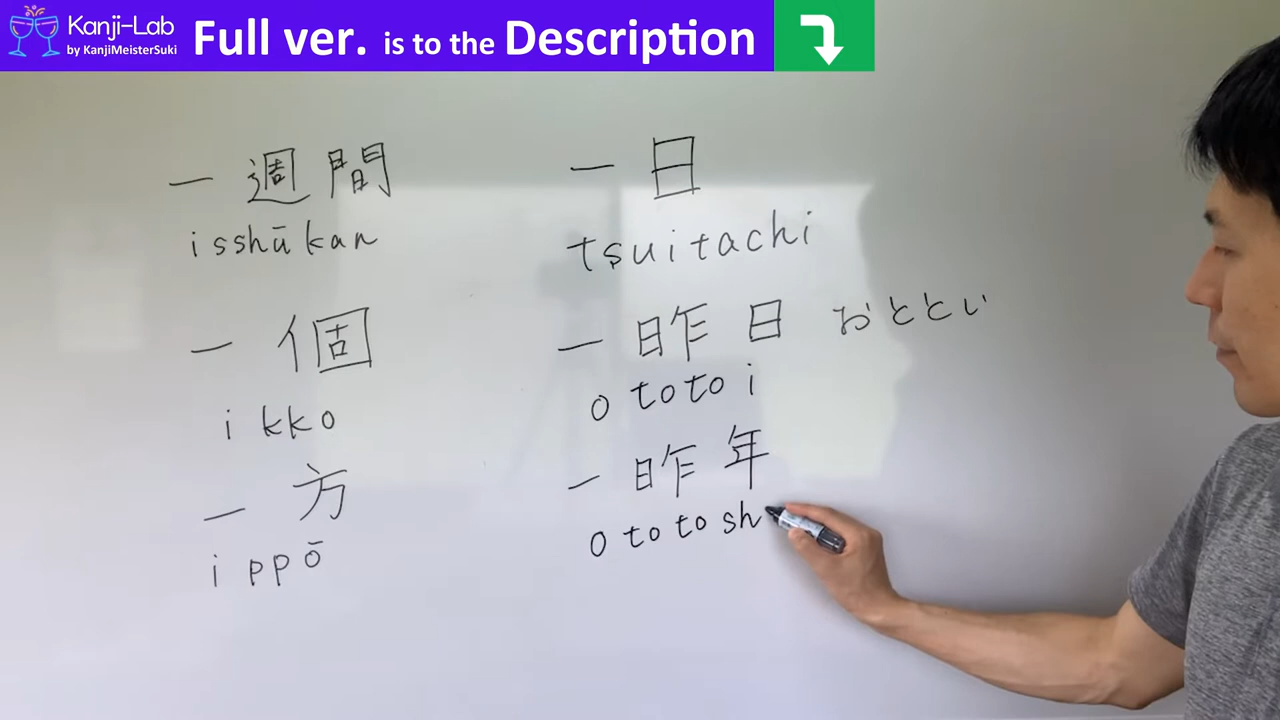 Kanji-Lab
by KanjiMeisterSuki
Full ver. is to the Description
一週間
isshūkan
一個
ikko
一方
ippō
一日
tsuitachi
一昨日 おととい
ototoi
一昨年
ototosh